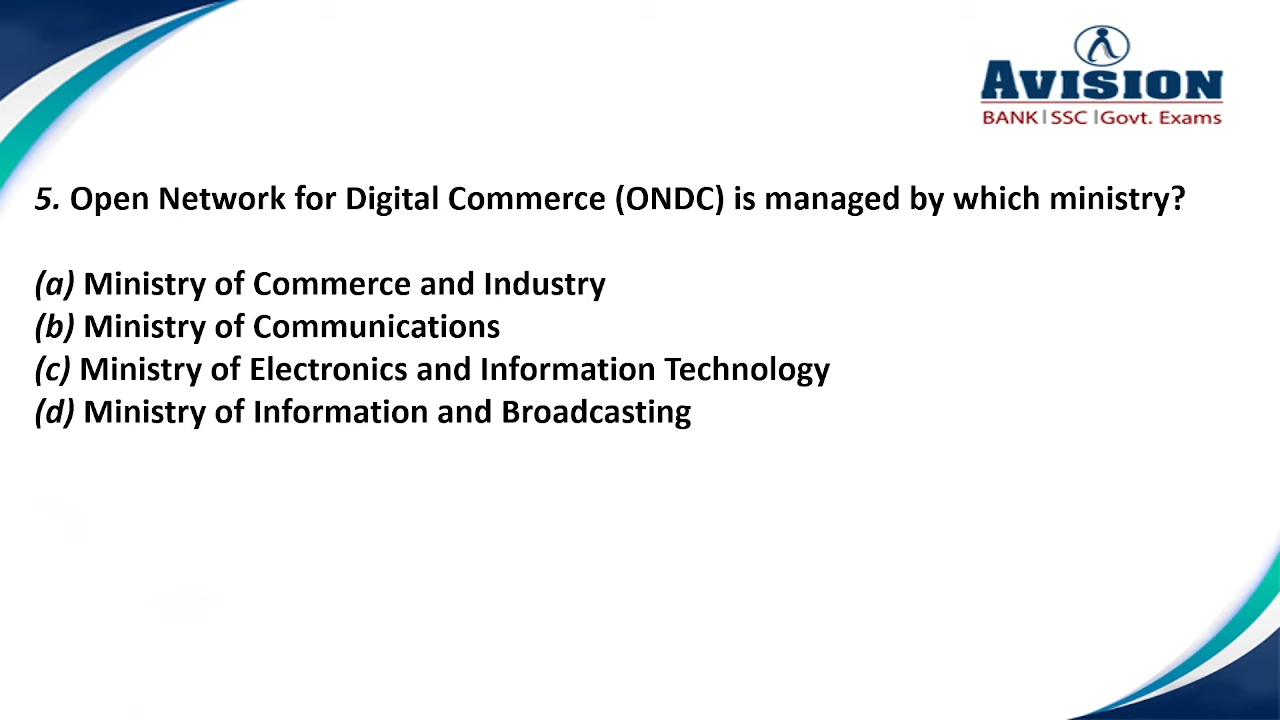 AVISION
BANK | SSC | Govt. Exams
5. Open Network for Digital Commerce (ONDC) is managed by which ministry?
(a) Ministry of Commerce and Industry
(b) Ministry of Communications
(c) Ministry of Electronics and Information Technology
(d) Ministry of Information and Broadcasting